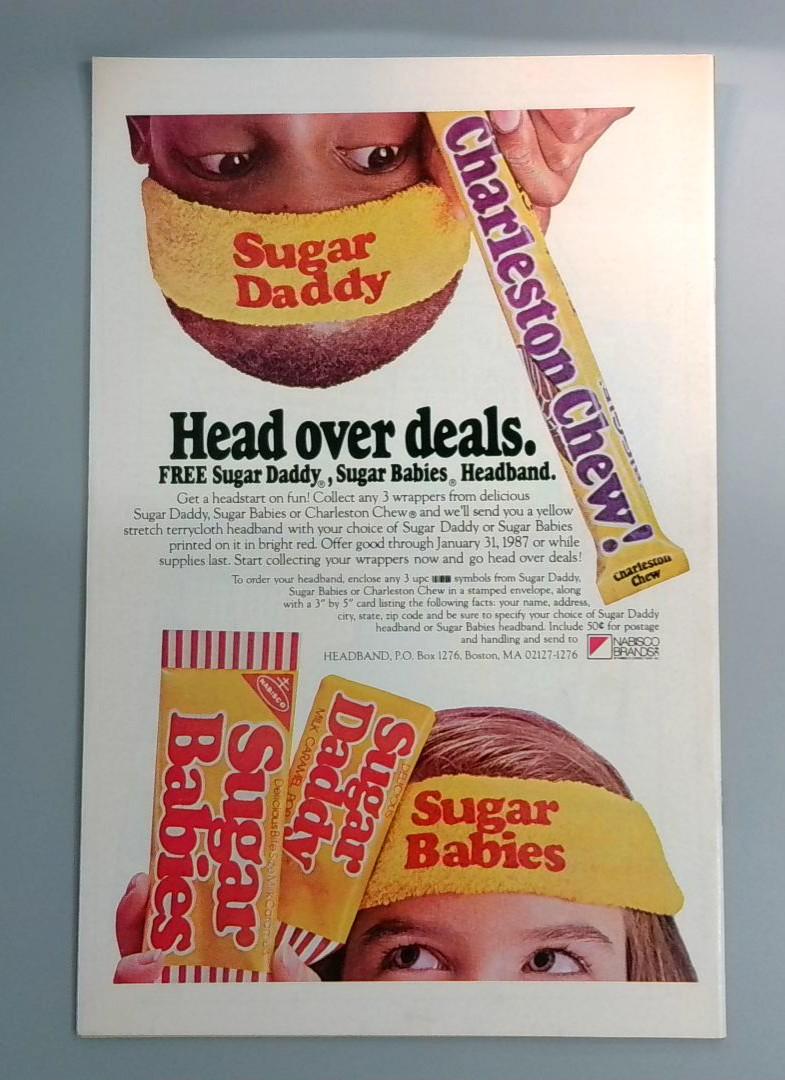 Sugar
Daddy
Charleston Chew!
Charleston
Chew
Head over deals.
FREE Sugar Daddy®, Sugar Babies® Headband.
Get a headstart on fun! Collect any 3 wrappers from delicious
Sugar Daddy, Sugar Babies or Charleston Chew® and we'll send you a yellow
stretch terrycloth headband with your choice of Sugar Daddy or Sugar Babies
printed on it in bright red. Offer good through January 31, 1987 or while
supplies last. Start collecting your wrappers now and go head over deals!
To order your headband, enclose any 3 upc symbols from Sugar Daddy,
Sugar Babies or Charleston Chew in a stamped envelope, along
with a 3" by 5" card listing the following facts: your name, address,
city, state, zip code and be sure to specify your choice of Sugar Daddy
headband or Sugar Babies headband. Include 50¢ for postage
and handling and send to
HEADBAND, P.O. Box 1276, Boston, MA 02127-1276
NABISCO
BRANDS
NABISCO
Sugar
Babies
Delicious Bite Size Milk Caramels
DELICIOUS
Sugar
Daddy
MILK CARAMEL POP
Sugar
Babies